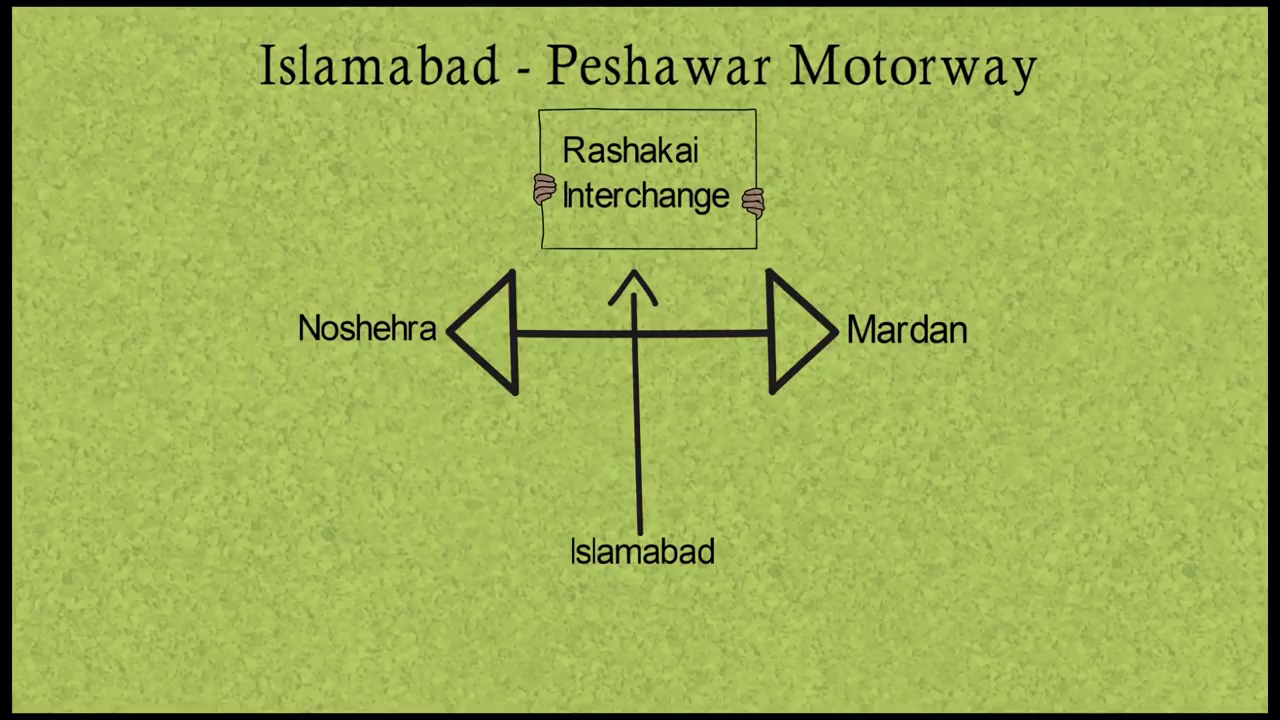 Islamabad - Peshawar Motorway
Rashakai
Interchange
Noshehra
Mardan
Islamabad